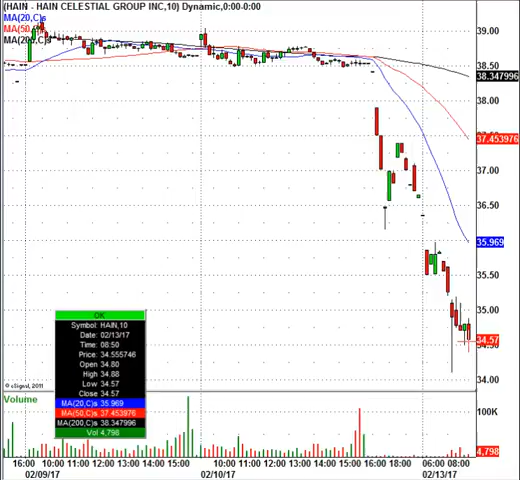 (HAIN - HAIN CELESTIAL GROUP INC,10) Dynamic,0:00-0:00
MA(20,C)s
MA(50,C)s
MA(200,C)s
39.00
38.50
38.347996
38.00
37.453976
37.00
36.50
35.969
35.50
35.00
34.57
34.50
34.00
OK
Symbol: HAIN,10
Date: 02/13/17
Time: 08:50
Price: 34.555746
Open 34.80
High 34.88
Low 34.57
Close 34.57
MA(20,C)s 35.969
MA(50,C)s 37.453976
MA(200,C)s 38.347996
Vol 4,798
© eSignal, 2011
Volume
100K
4,798
16:00 10:00 11:00 12:00 13:00 14:00 15:00 10:00 11:00 12:00 13:00 14:00 15:00 16:00 18:00 06:00 08:00
02/09/17 02/10/17 02/13/17